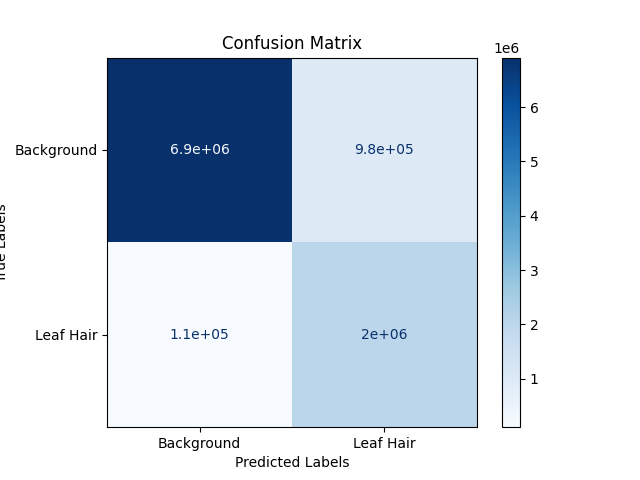 Confusion Matrix
1e6
Background
6.9e+06
9.8e+05
Leaf Hair
1.1e+05
2e+06
6
5
4
3
2
1
Background
Leaf Hair
Predicted Labels
True Labels